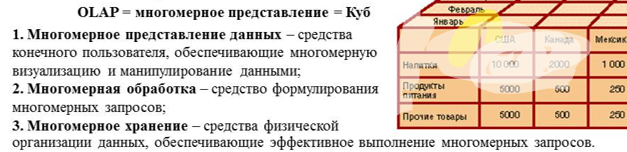 OLAP = многомерное представление = Куб
1. Многомерное представление данных – средства
конечного пользователя, обеспечивающие многомерную
визуализацию и манипулирование данными;
2. Многомерная обработка – средство формулирования
многомерных запросов;
3. Многомерное хранение – средства физической
организации данных, обеспечивающие эффективное выполнение многомерных запросов.
Февраль
Январь
США Канада Мексик
Напитки 10 000 2000 1 000
Продукты
питания 5000 500 250
Прочие товары 5000 500 250